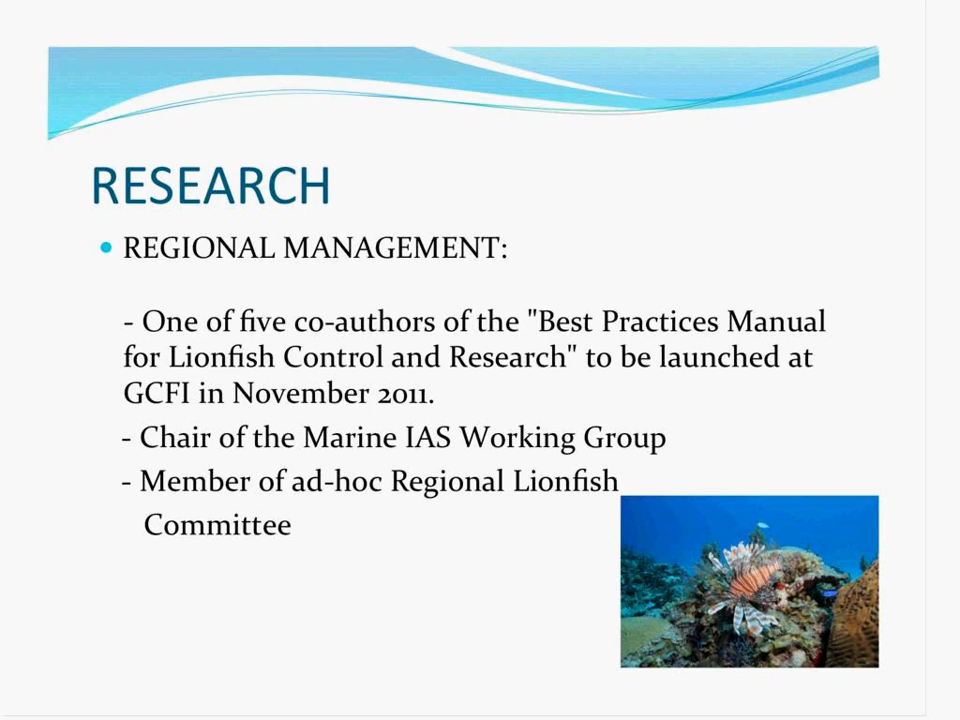 RESEARCH
• REGIONAL MANAGEMENT:
- One of five co-authors of the "Best Practices Manual
for Lionfish Control and Research" to be launched at
GCFI in November 2011.
- Chair of the Marine IAS Working Group
- Member of ad-hoc Regional Lionfish
Committee